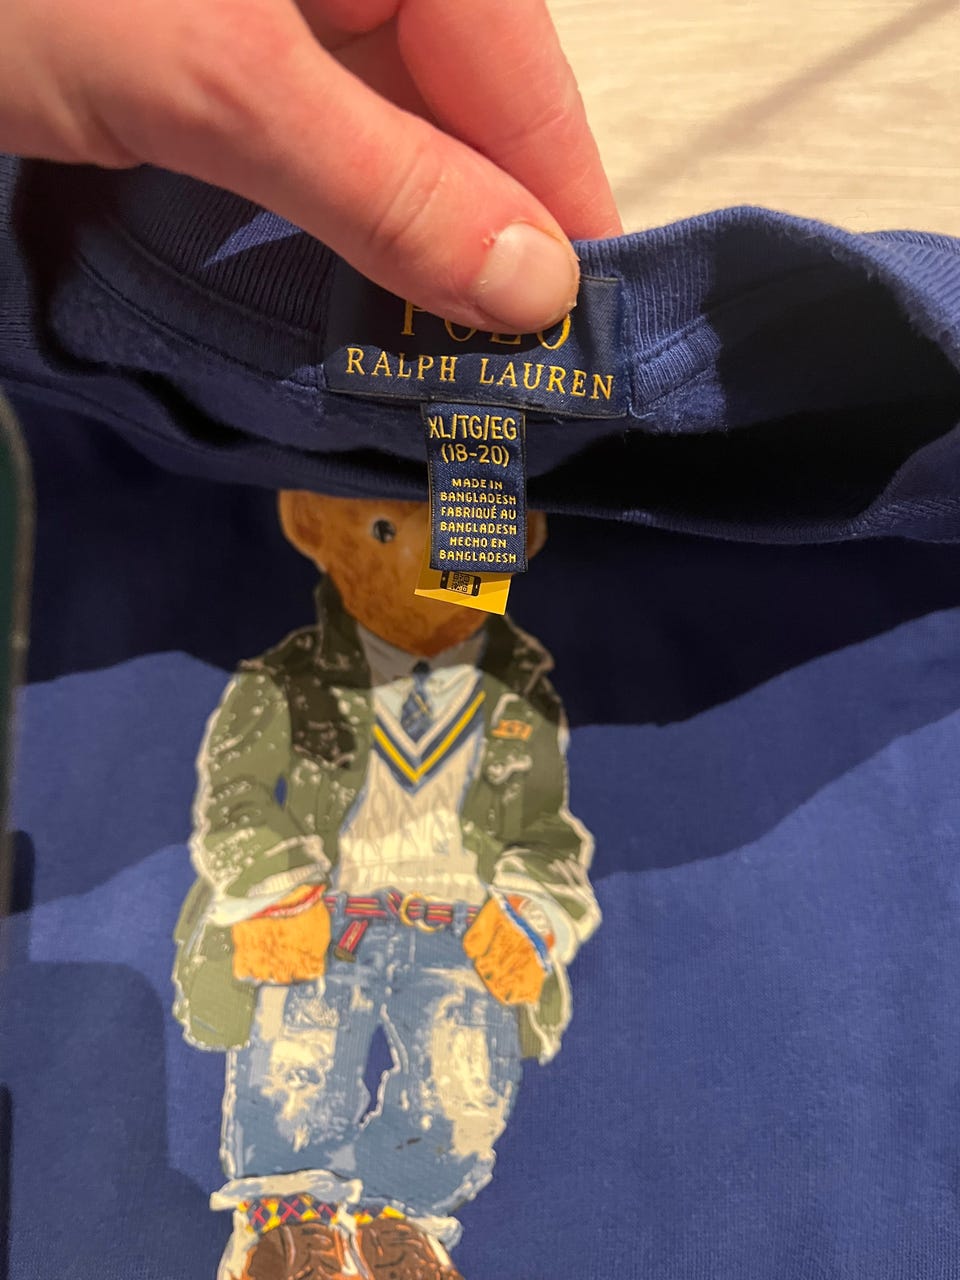 POLO
RALPH LAUREN
XL/TG/EG
(18-20)
MADE IN
BANGLADESH
FABRIQUÉ AU
BANGLADESH
HECHO EN
BANGLADESH